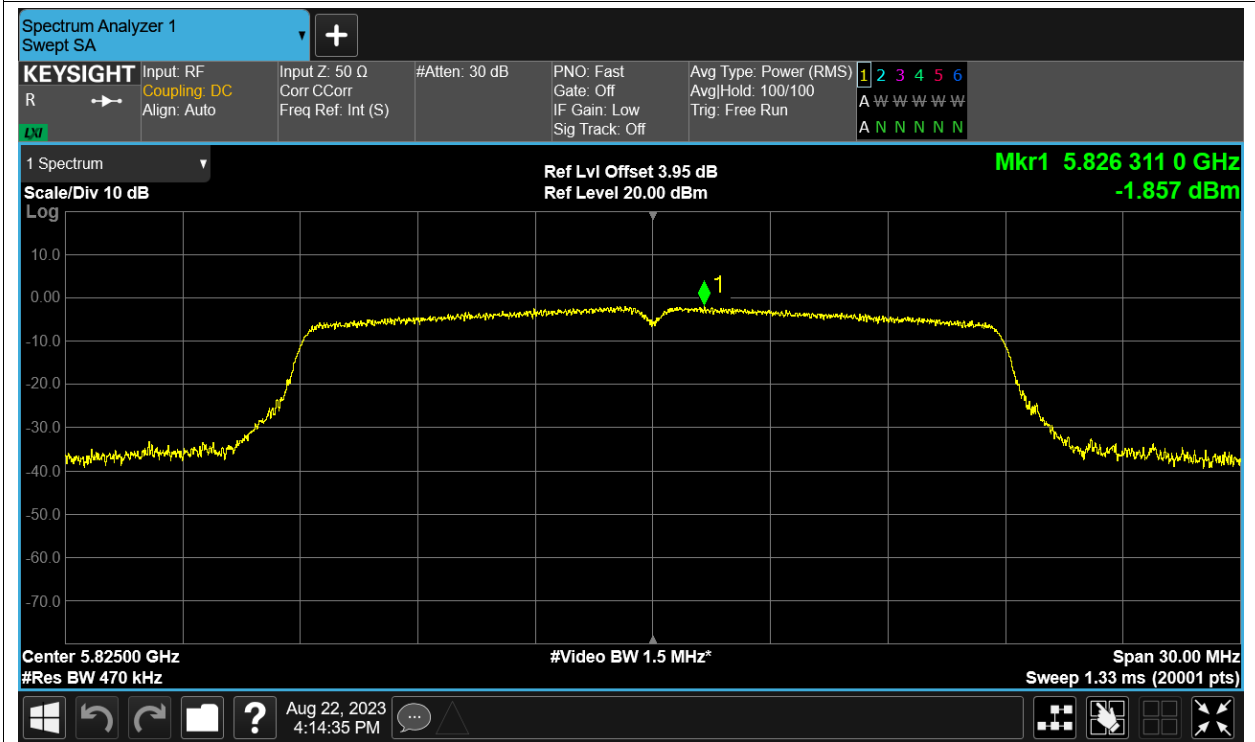 Spectrum Analyzer 1
Swept SA
KEYSIGHT
R
LXI
Input: RF
Coupling: DC
Align: Auto
Input Z: 50 Ω
Corr CCorr
Freq Ref: Int (S)
#Atten: 30 dB
PNO: Fast
Gate: Off
IF Gain: Low
Sig Track: Off
Avg Type: Power (RMS)
Avg|Hold: 100/100
Trig: Free Run
1 2 3 4 5 6
A W W W W W
A N N N N N
1 Spectrum
Scale/Div 10 dB
Log
Ref Lvl Offset 3.95 dB
Ref Level 20.00 dBm
Mkr1 5.826 311 0 GHz
-1.857 dBm
1
10.0
0.00
-10.0
-20.0
-30.0
-40.0
-50.0
-60.0
-70.0
Center 5.82500 GHz
#Res BW 470 kHz
#Video BW 1.5 MHz*
Span 30.00 MHz
Sweep 1.33 ms (20001 pts)
?
Aug 22, 2023
4:14:35 PM